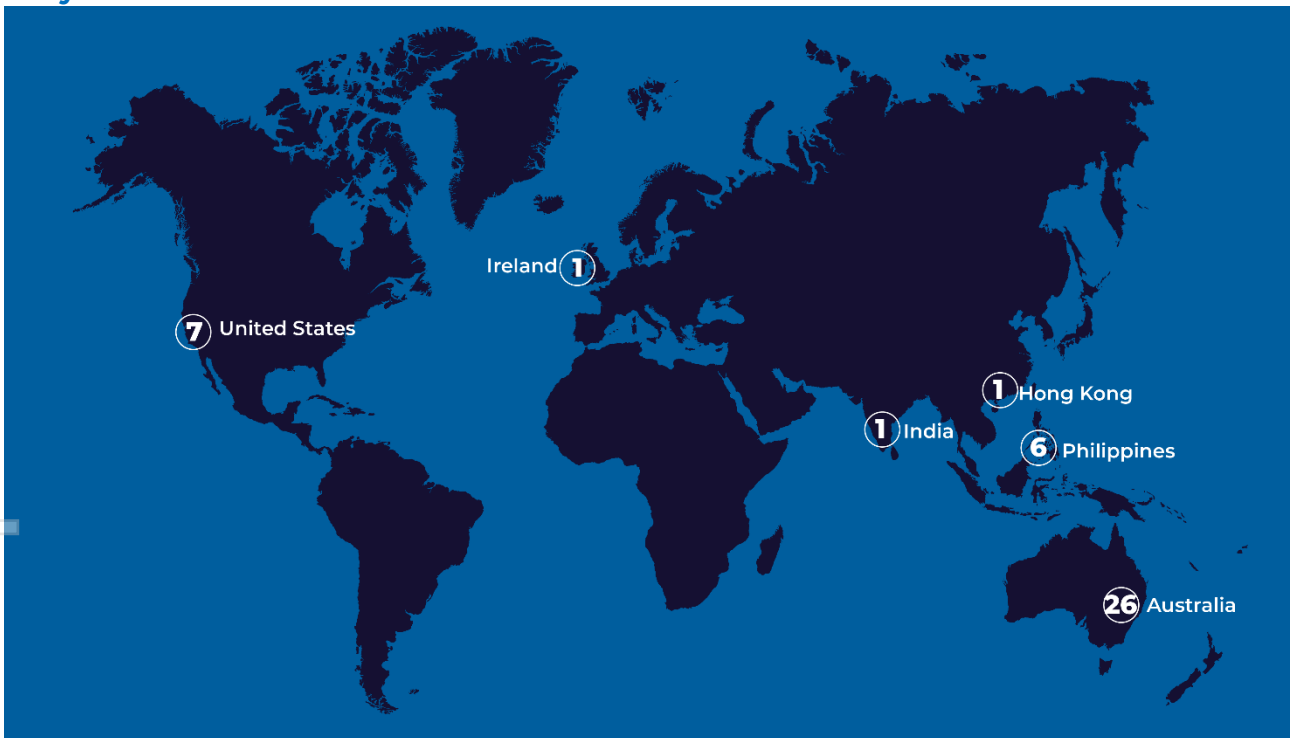 Ireland 1
7 United States
1 Hong Kong
1 India
6 Philippines
26 Australia